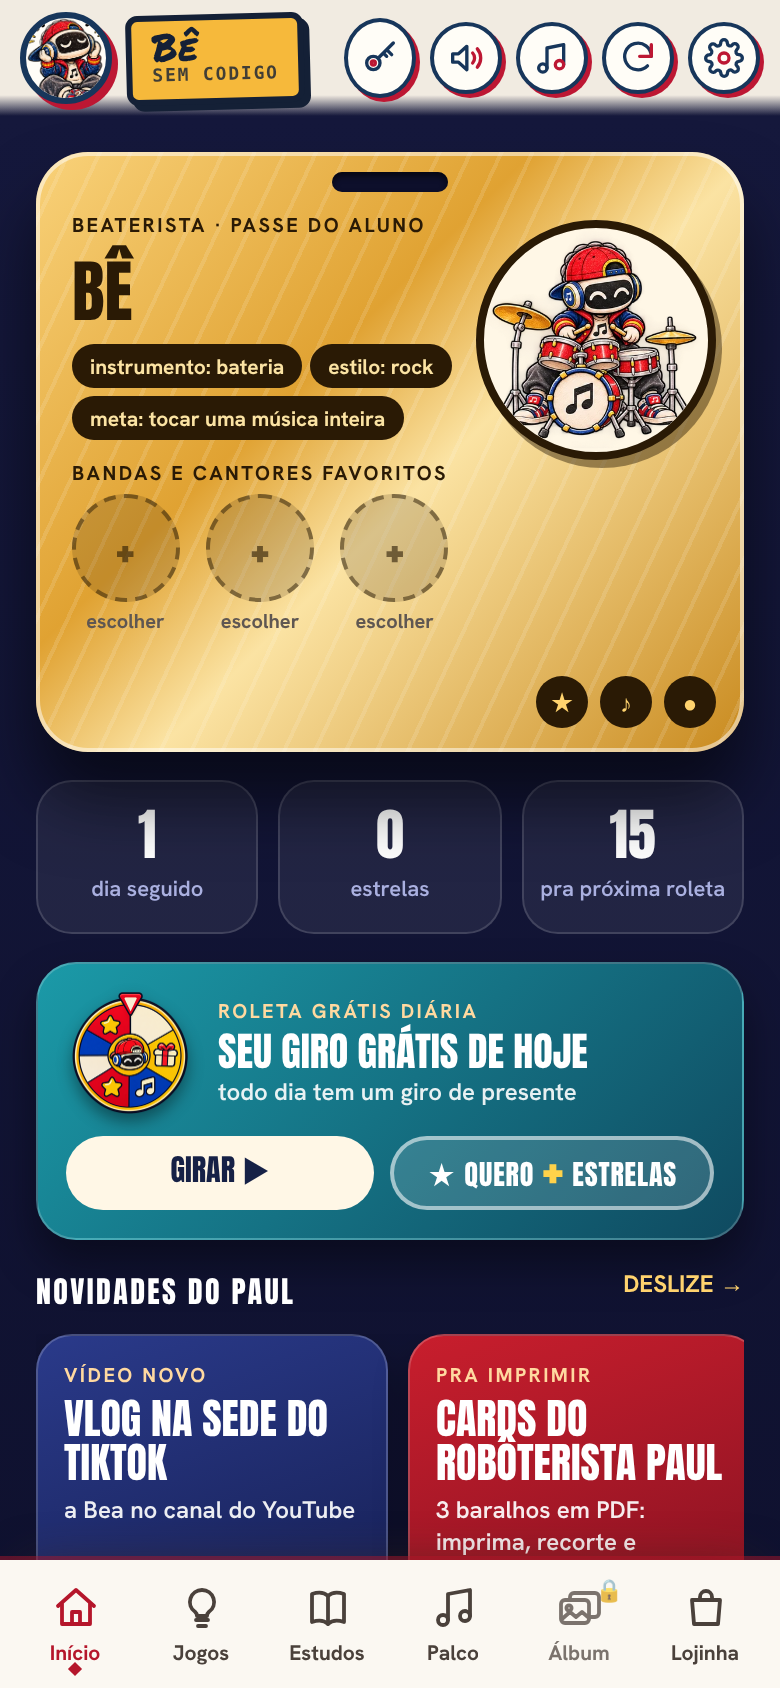 BÊ
SEM CODIGO
BEATERISTA · PASSE DO ALUNO
BÊ
instrumento: bateria
estilo: rock
meta: tocar uma música inteira
BANDAS E CANTORES FAVORITOS
+ + +
escolher escolher escolher
★ ♪ ●
1 0 15
dia seguido estrelas pra próxima roleta
ROLETA GRÁTIS DIÁRIA
SEU GIRO GRÁTIS DE HOJE
todo dia tem um giro de presente
GIRAR ▶
★ QUERO + ESTRELAS
NOVIDADES DO PAUL
DESLIZE →
VÍDEO NOVO
VLOG NA SEDE DO
TIKTOK
a Bea no canal do YouTube
PRA IMPRIMIR
CARDS DO
ROBÔTERISTA PAUL
3 baralhos em PDF:
imprima, recorte e
Início Jogos Estudos Palco Álbum Lojinha